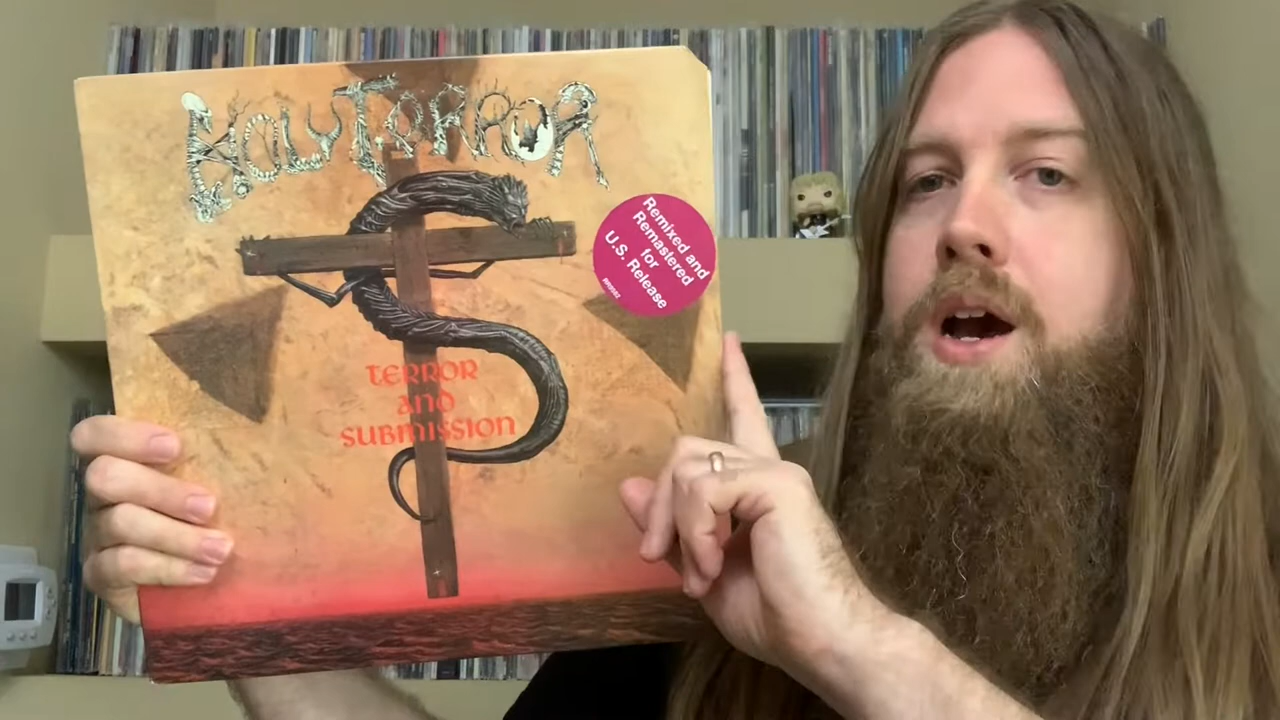 HOLY TERROR
Remixed and
Remastered
for
U.S. Release
TERROR
AND
SUBMISSION